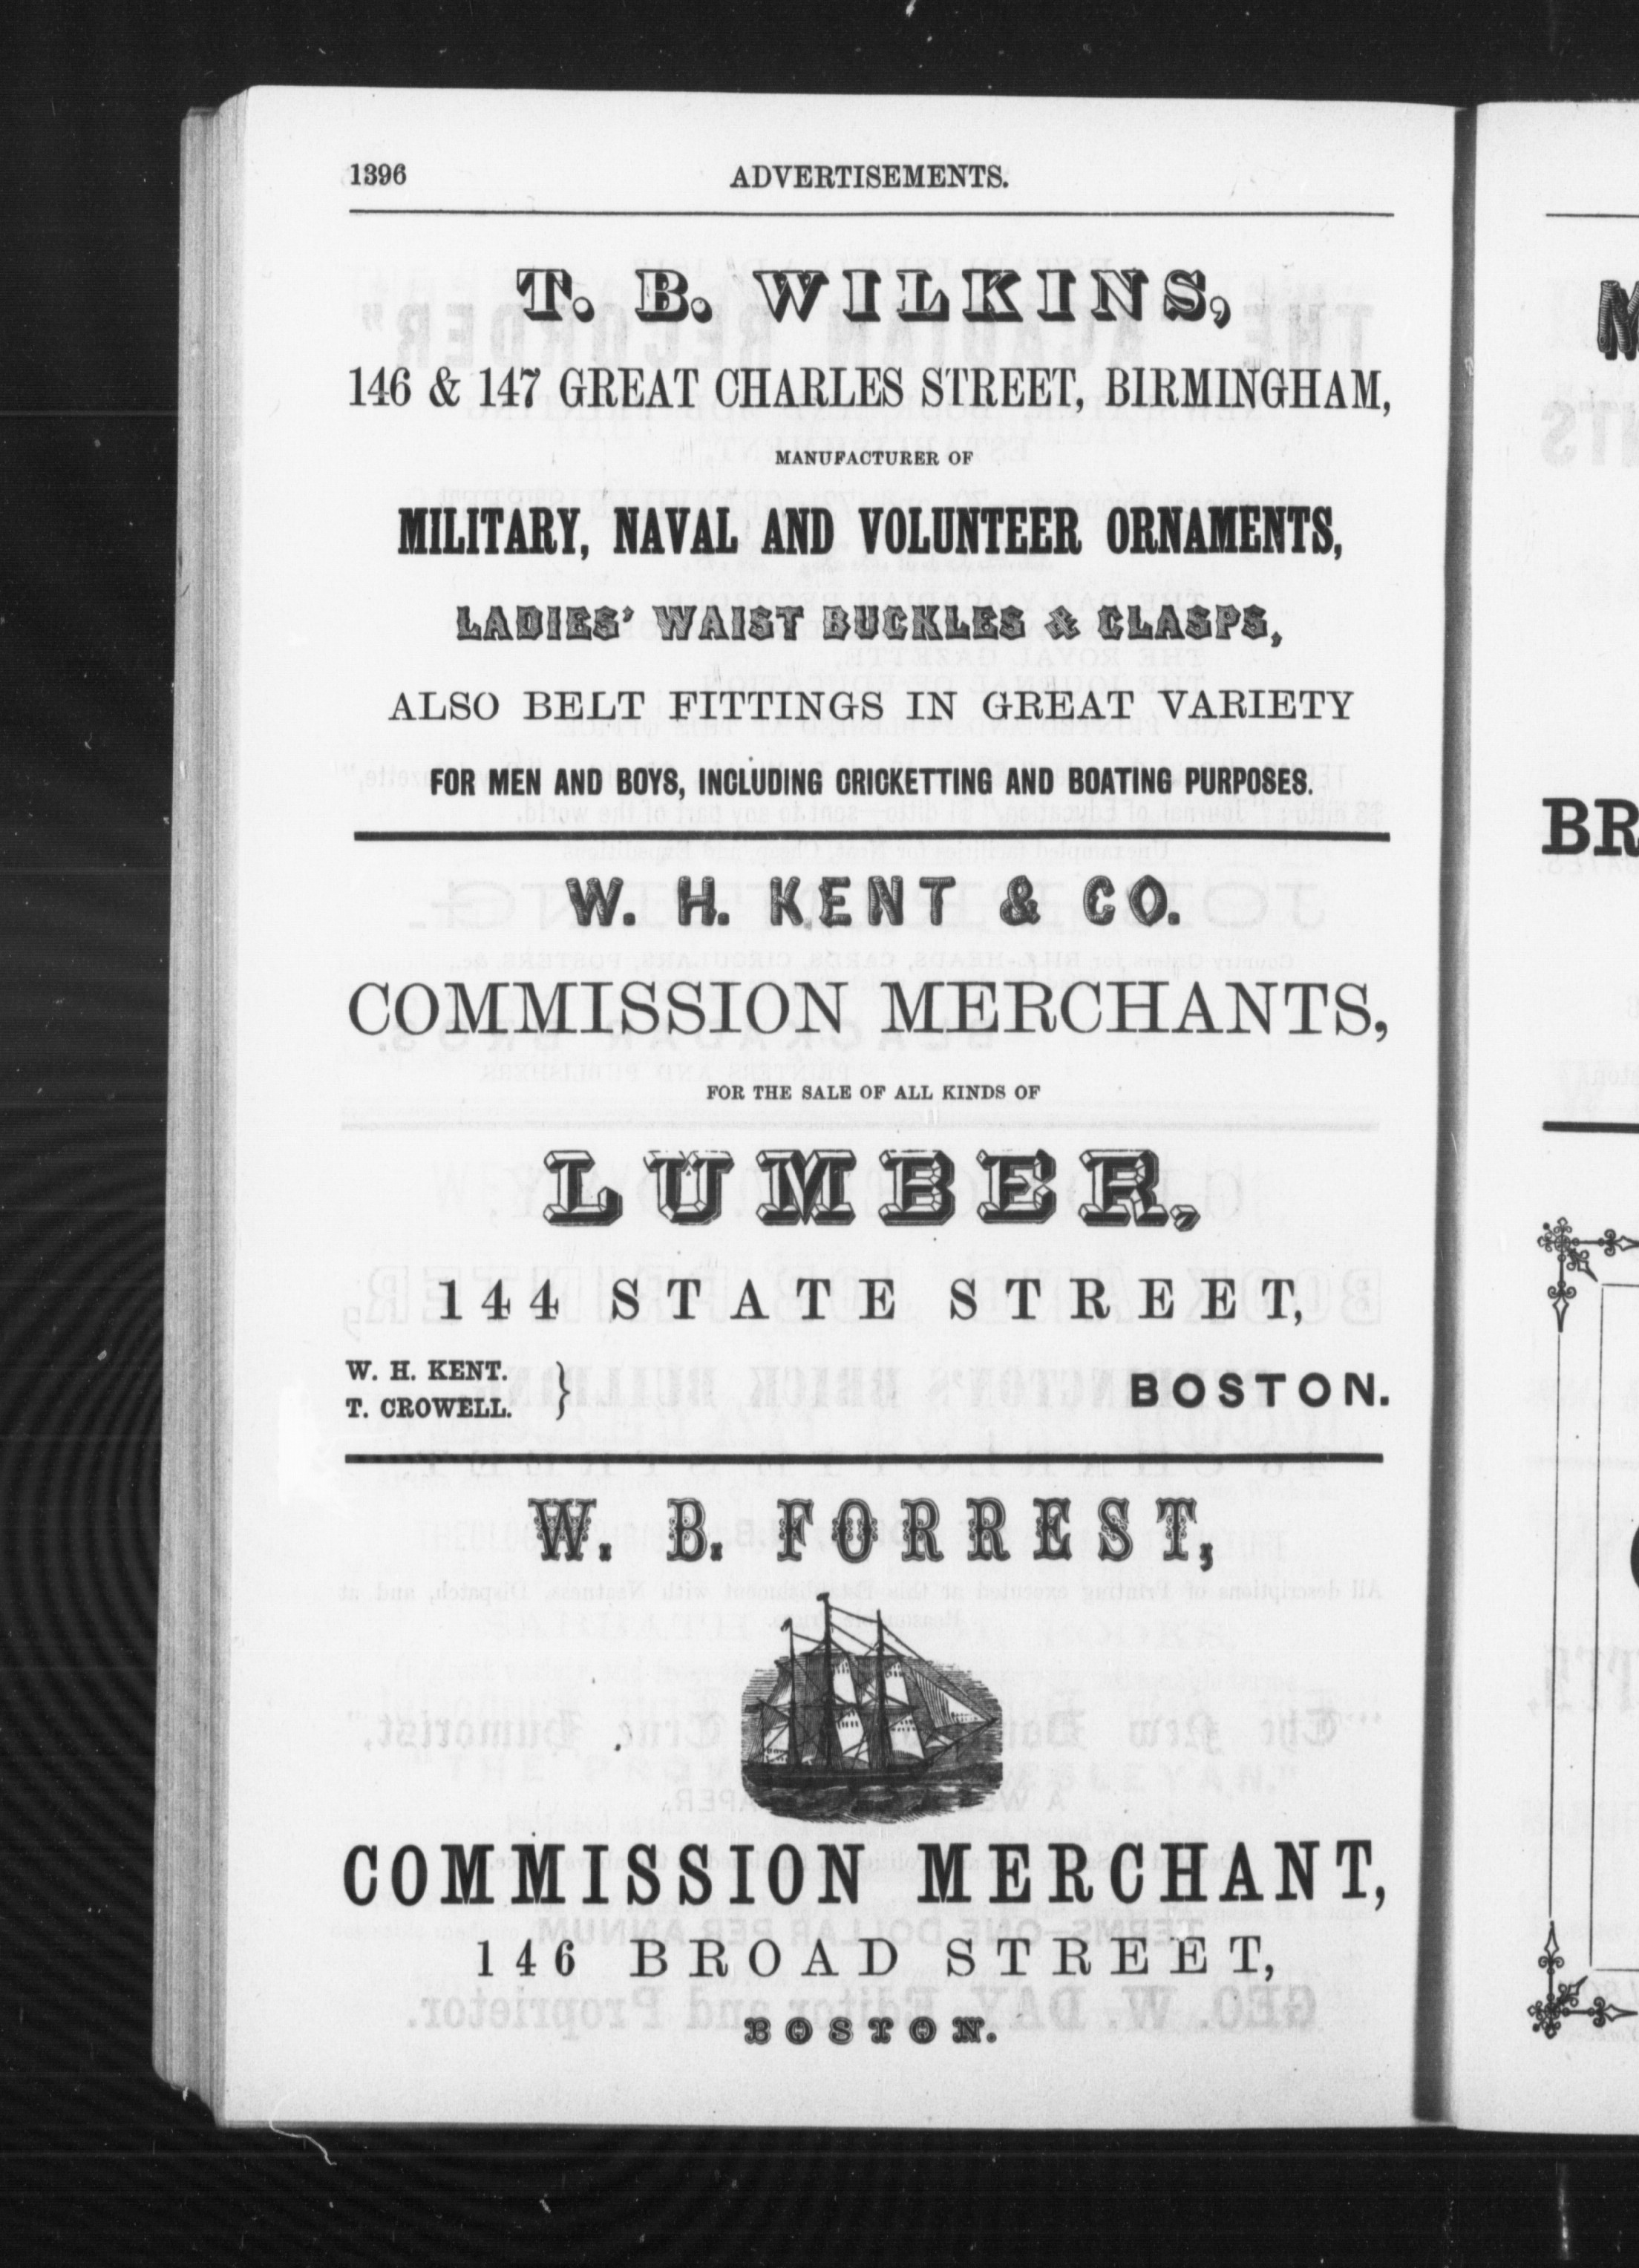 1396 ADVERTISEMENTS.
T. B. WILKINS,
146 & 147 GREAT CHARLES STREET, BIRMINGHAM,
MANUFACTURER OF
MILITARY, NAVAL AND VOLUNTEER ORNAMENTS,
LADIES' WAIST BUCKLES & CLASPS,
ALSO BELT FITTINGS IN GREAT VARIETY
FOR MEN AND BOYS, INCLUDING CRICKETTING AND BOATING PURPOSES.
W. H. KENT & CO.
COMMISSION MERCHANTS,
FOR THE SALE OF ALL KINDS OF
LUMBER,
144 STATE STREET,
W. H. KENT.
T. CROWELL. }
BOSTON.
W. B. FORREST,
COMMISSION MERCHANT,
146 BROAD STREET,
BOSTON.